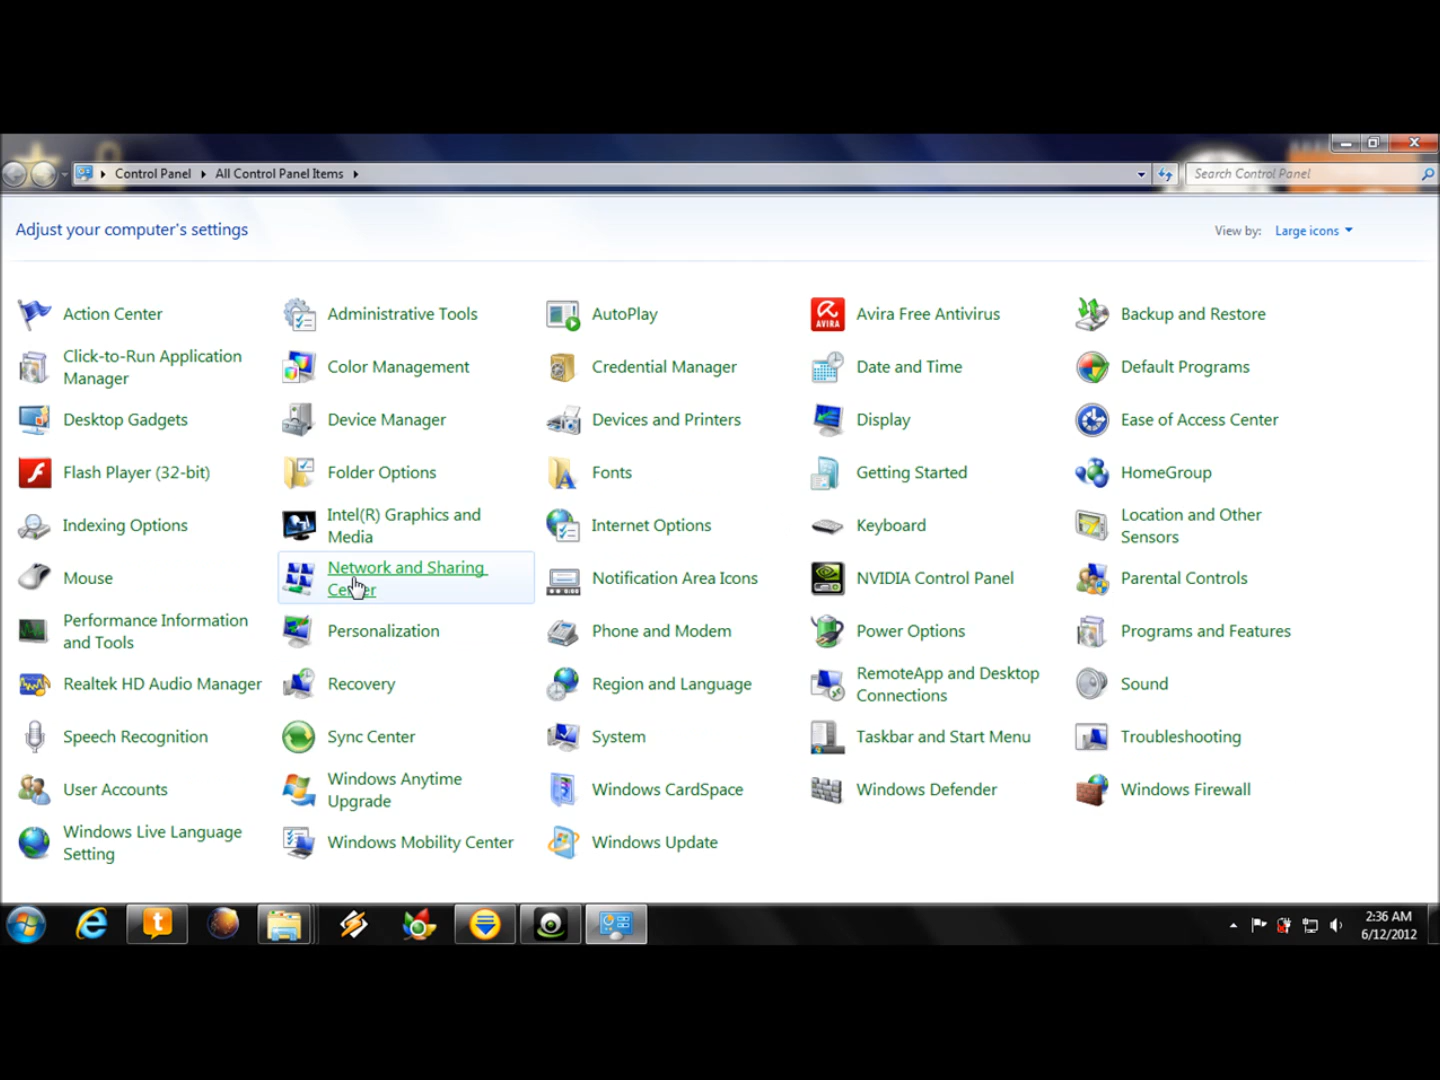 Control Panel
All Control Panel Items
Search Control Panel
Adjust your computer's settings
View by:
Large icons
Action Center
Administrative Tools
AutoPlay
AVIRA
Avira Free Antivirus
Backup and Restore
Click-to-Run Application
Manager
Color Management
Credential Manager
Date and Time
Default Programs
Desktop Gadgets
Device Manager
Devices and Printers
Display
Ease of Access Center
Flash Player (32-bit)
Folder Options
Fonts
Getting Started
HomeGroup
Indexing Options
Intel(R) Graphics and
Media
Internet Options
Keyboard
Location and Other
Sensors
Mouse
Network and Sharing
Center
Notification Area Icons
NVIDIA Control Panel
Parental Controls
Performance Information
and Tools
Personalization
Phone and Modem
Power Options
Programs and Features
Realtek HD Audio Manager
Recovery
Region and Language
RemoteApp and Desktop
Connections
Sound
Speech Recognition
Sync Center
System
Taskbar and Start Menu
Troubleshooting
User Accounts
Windows Anytime
Upgrade
Windows CardSpace
Windows Defender
Windows Firewall
Windows Live Language
Setting
Windows Mobility Center
Windows Update
2:36 AM
6/12/2012